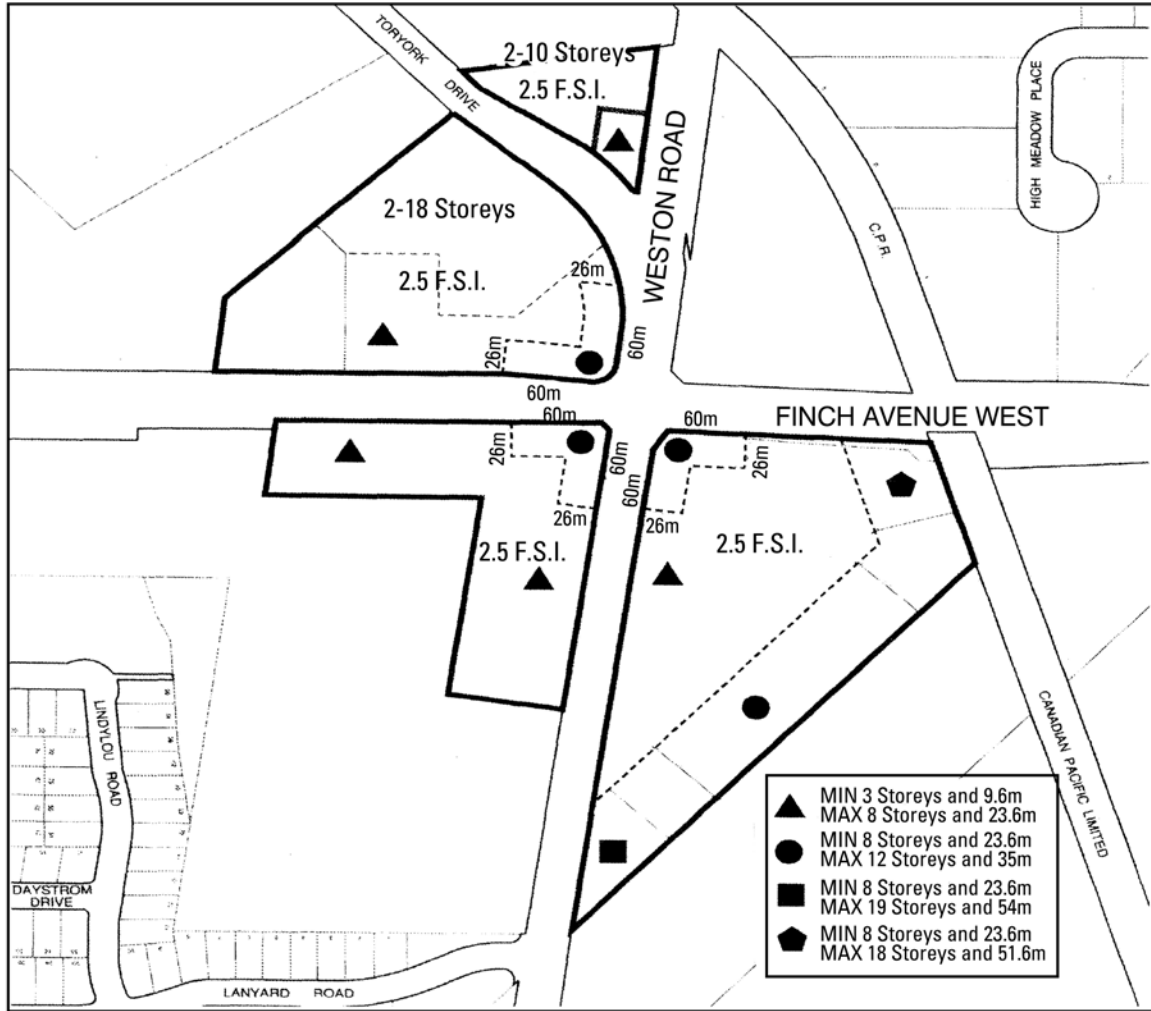 TORYORK
DRIVE
2-10 Storeys
2.5 F.S.I.
WESTON ROAD
HIGH MEADOW PLACE
C.P.R.
2-18 Storeys
2.5 F.S.I.
26m
60m
26m
60m
60m
60m
FINCH AVENUE WEST
26m
60m
26m
60m
26m
26m
2.5 F.S.I.
2.5 F.S.I.
LINDYLOU ROAD
CANADIAN PACIFIC LIMITED
DAYSTROM
DRIVE
LANYARD ROAD
MIN 3 Storeys and 9.6m
MAX 8 Storeys and 23.6m
MIN 8 Storeys and 23.6m
MAX 12 Storeys and 35m
MIN 8 Storeys and 23.6m
MAX 19 Storeys and 54m
MIN 8 Storeys and 23.6m
MAX 18 Storeys and 51.6m